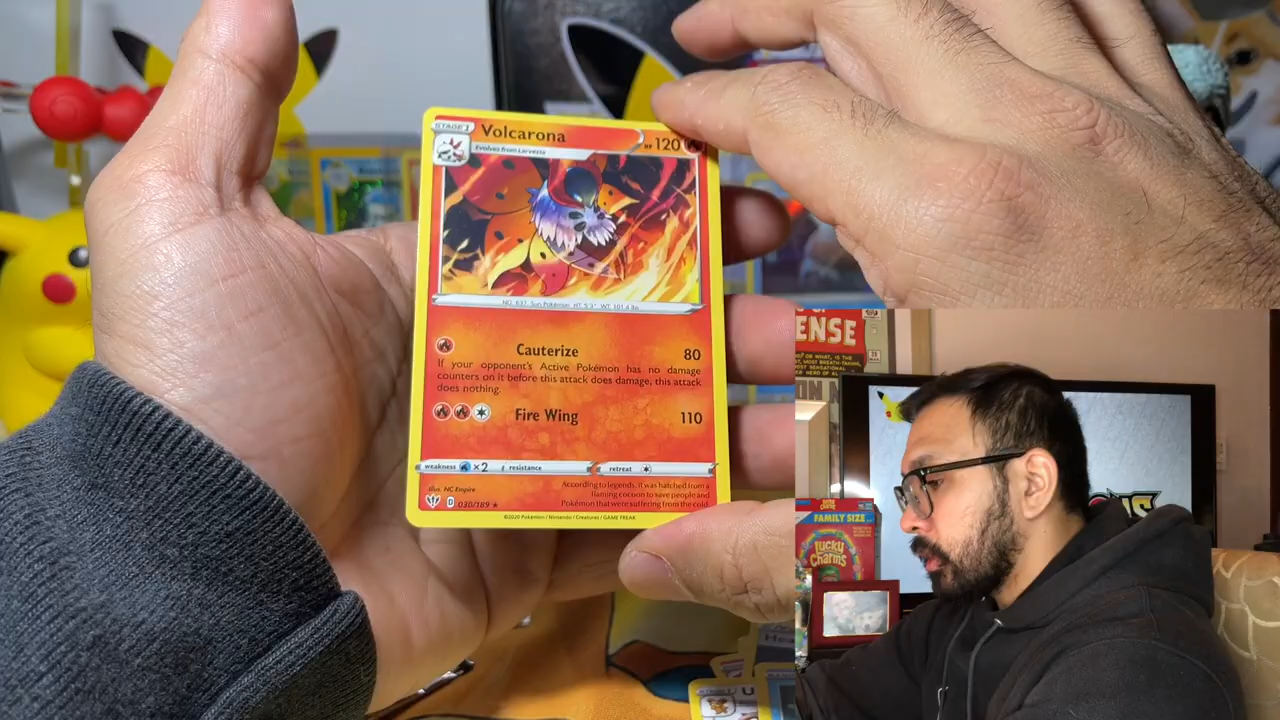 STAGE 1
Volcarona
HP 120
Evolves from Larvesta
NO. 637 Sun Pokémon HT: 5'3" WT: 101.4 lbs.
Cauterize 80
If your opponent's Active Pokémon has no damage
counters on it before this attack does damage, this attack
does nothing.
Fire Wing 110
weakness ×2 resistance retreat
Illus. NC Empire
D 030/189 ★
According to legends, it was hatched from a
flaming cocoon to save people and
Pokémon that were suffering from the cold.
©2020 Pokémon / Nintendo / Creatures / GAME FREAK
ENSE
FAMILY SIZE
Lucky
Charms